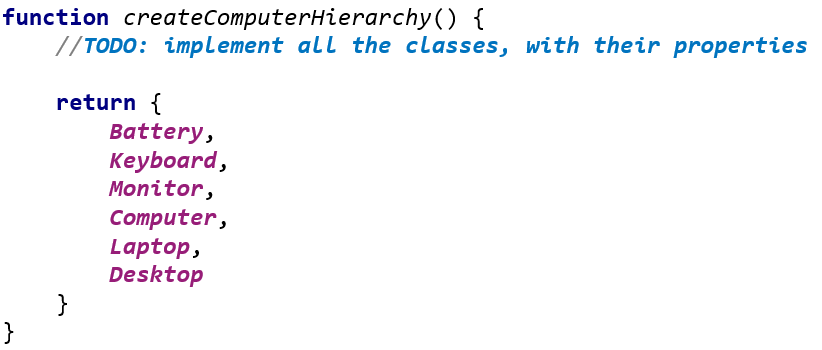 function createComputerHierarchy() {
    //TODO: implement all the classes, with their properties

    return {
        Battery,
        Keyboard,
        Monitor,
        Computer,
        Laptop,
        Desktop
    }
}